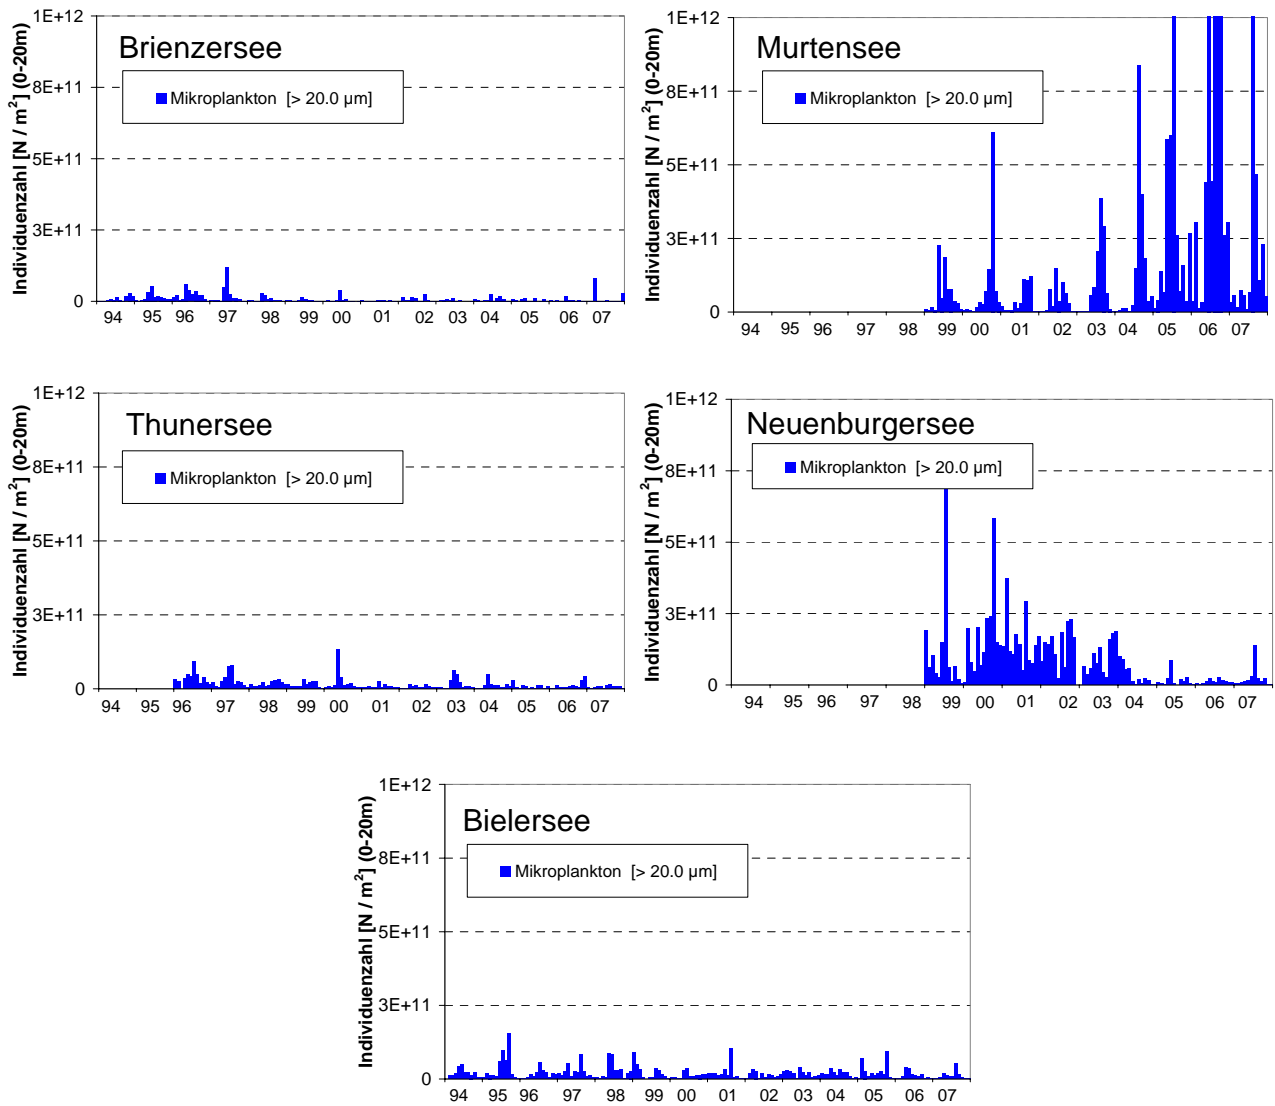 Brienzersee
Mikroplankton [> 20.0 µm]
Individuenzahl [N / m²] (0-20m)
1E+12
8E+11
5E+11
3E+11
0
94 95 96 97 98 99 00 01 02 03 04 05 06 07
Murtensee
Mikroplankton [> 20.0 µm]
Individuenzahl [N / m²] (0-20m)
1E+12
8E+11
5E+11
3E+11
0
94 95 96 97 98 99 00 01 02 03 04 05 06 07
Thunersee
Mikroplankton [> 20.0 µm]
Individuenzahl [N / m²] (0-20m)
1E+12
8E+11
5E+11
3E+11
0
94 95 96 97 98 99 00 01 02 03 04 05 06 07
Neuenburgersee
Mikroplankton [> 20.0 µm]
Individuenzahl [N / m²] (0-20m)
1E+12
8E+11
5E+11
3E+11
0
94 95 96 97 98 99 00 01 02 03 04 05 06 07
Bielersee
Mikroplankton [> 20.0 µm]
Individuenzahl [N / m²] (0-20m)
1E+12
8E+11
5E+11
3E+11
0
94 95 96 97 98 99 00 01 02 03 04 05 06 07